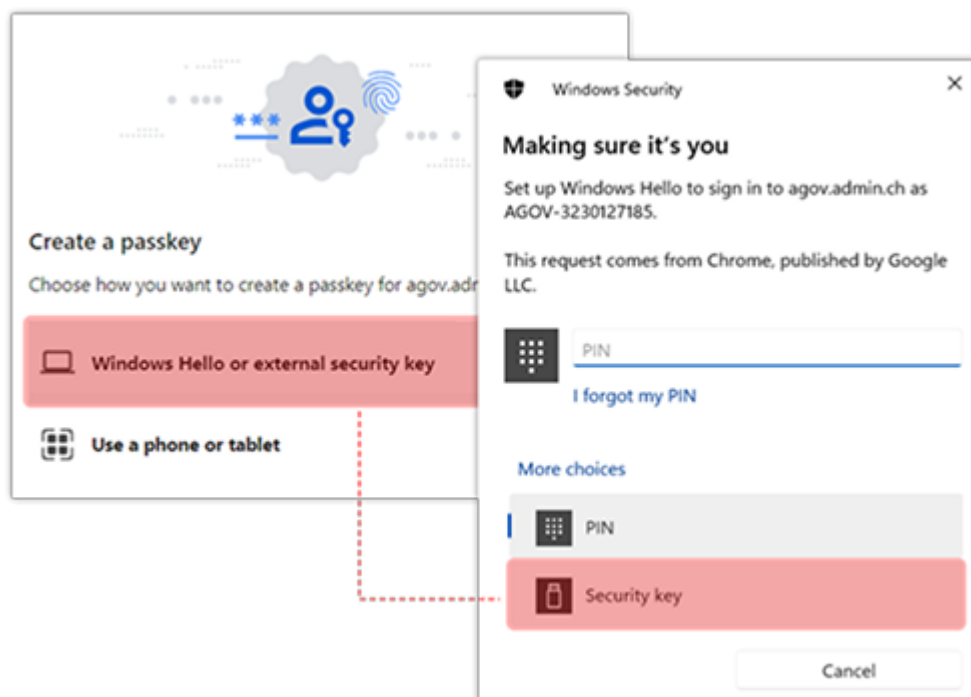 ***
Create a passkey
Choose how you want to create a passkey for agov.adr
Windows Hello or external security key
Use a phone or tablet
Windows Security
Making sure it's you
Set up Windows Hello to sign in to agov.admin.ch as
AGOV-3230127185.
This request comes from Chrome, published by Google
LLC.
PIN
I forgot my PIN
More choices
PIN
Security key
Cancel